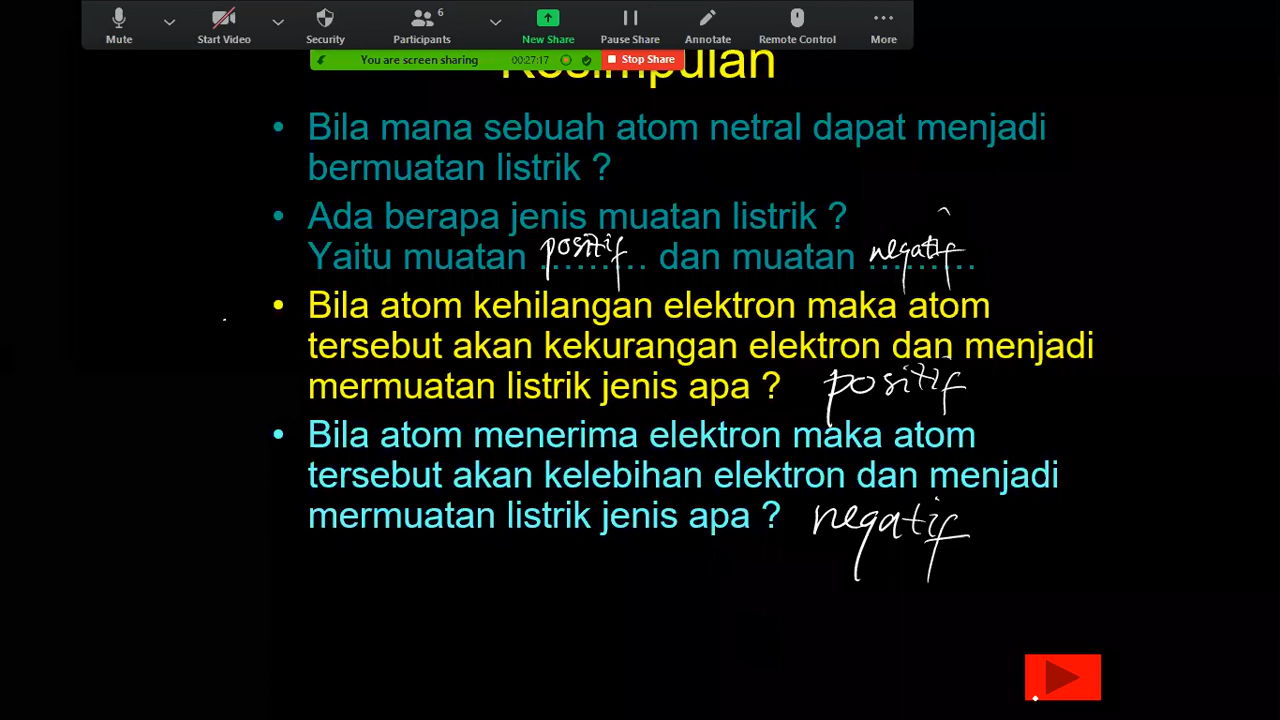 6
Mute
Start Video
Security
Participants
New Share
Pause Share
Annotate
Remote Control
More
You are screen sharing
00:27:17
Stop Share
Kesimpulan
• Bila mana sebuah atom netral dapat menjadi
bermuatan listrik ?
• Ada berapa jenis muatan listrik ?
Yaitu muatan positif ......... dan muatan negatif .........
• Bila atom kehilangan elektron maka atom
tersebut akan kekurangan elektron dan menjadi
mermuatan listrik jenis apa ? positif
• Bila atom menerima elektron maka atom
tersebut akan kelebihan elektron dan menjadi
mermuatan listrik jenis apa ? negatif